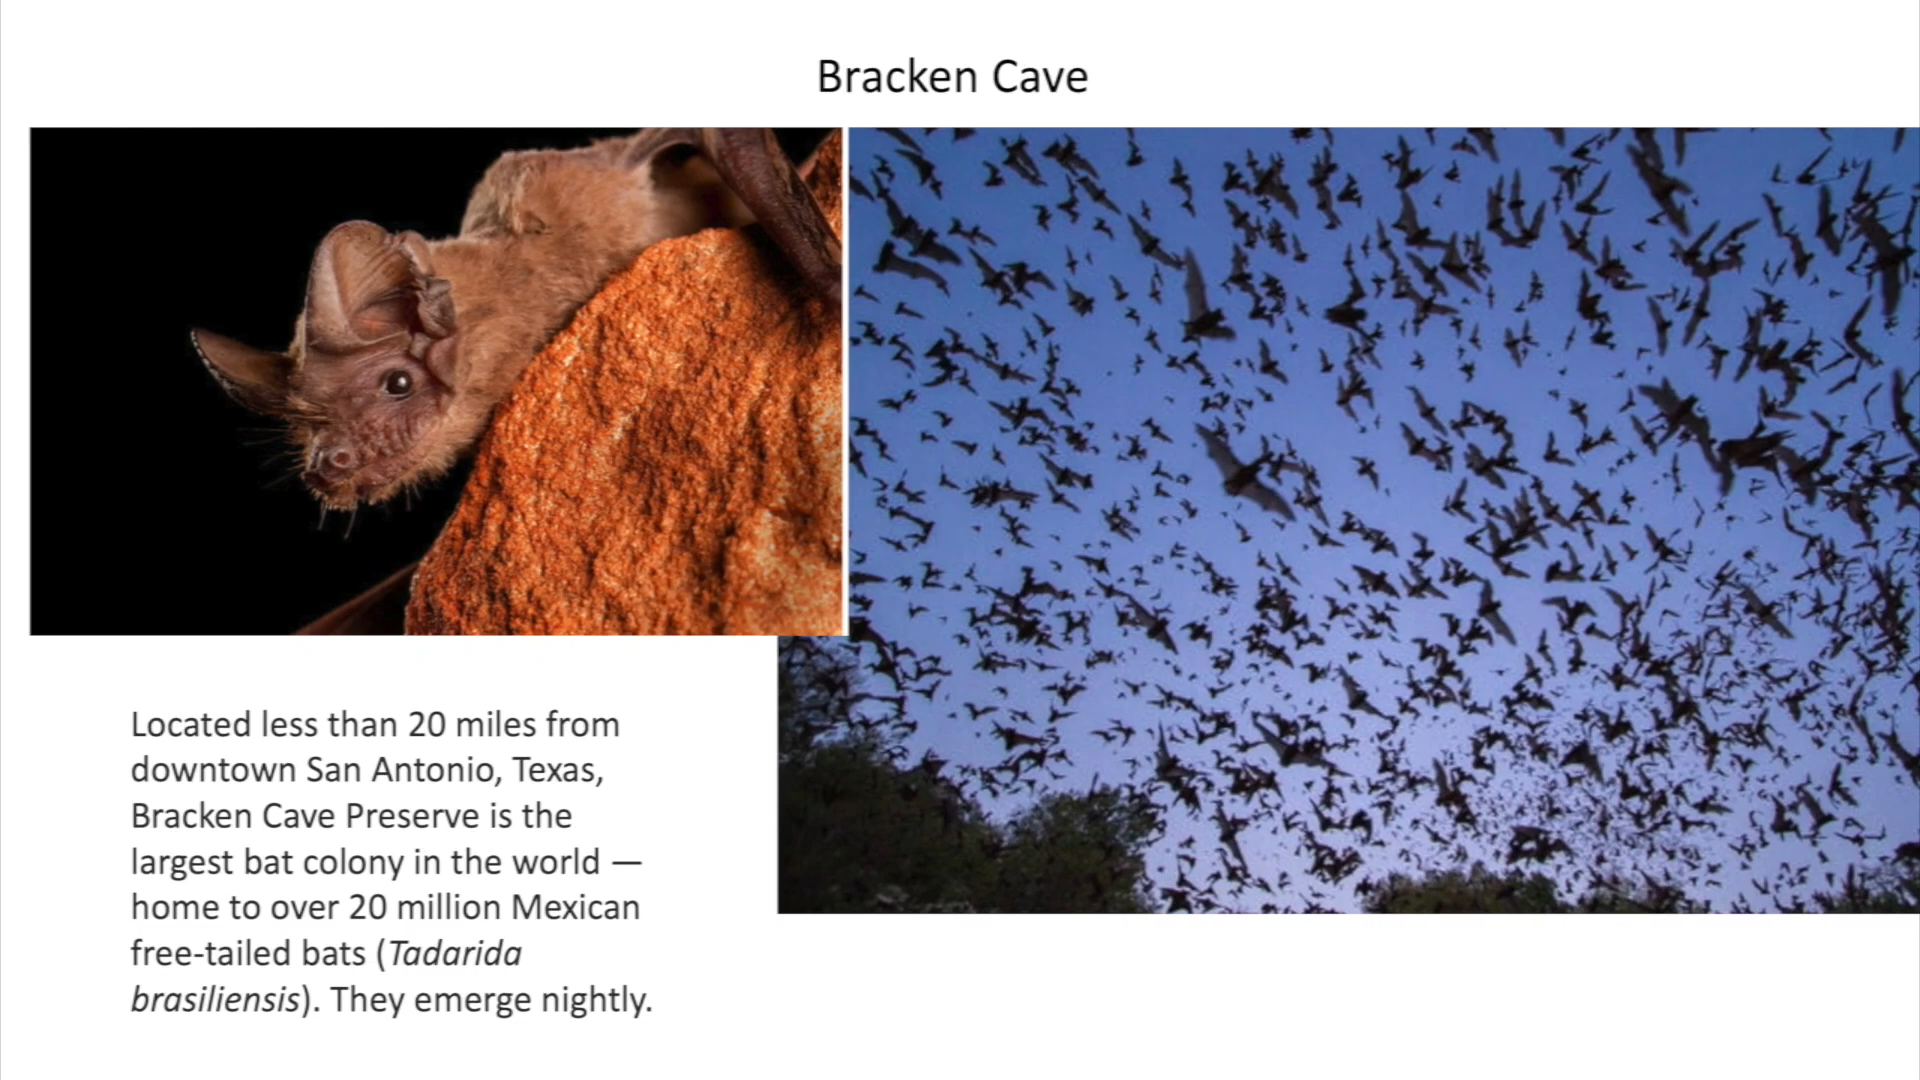 Bracken Cave
Located less than 20 miles from
downtown San Antonio, Texas,
Bracken Cave Preserve is the
largest bat colony in the world —
home to over 20 million Mexican
free-tailed bats (Tadarida
brasiliensis). They emerge nightly.